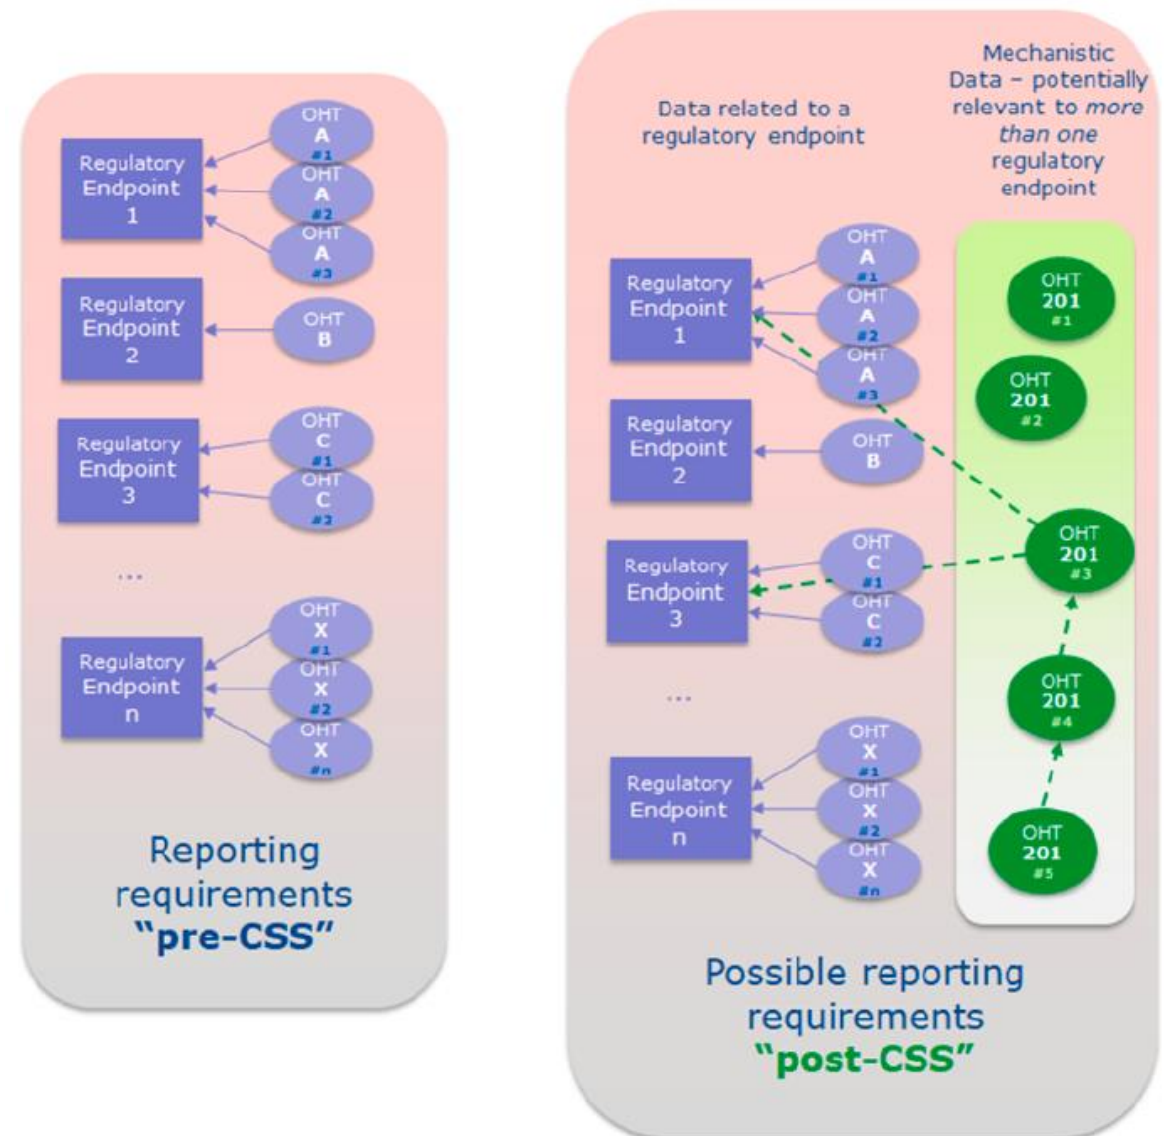 Regulatory
Endpoint
1
OHT
A
#1
OHT
A
#2
OHT
A
#3
Regulatory
Endpoint
2
OHT
B
Regulatory
Endpoint
3
OHT
C
#1
OHT
C
#2
...
Regulatory
Endpoint
n
OHT
X
#1
OHT
X
#2
OHT
X
#n
Reporting
requirements
“pre-CSS”
Data related to a
regulatory endpoint
Mechanistic
Data – potentially
relevant to more
than one
regulatory
endpoint
Regulatory
Endpoint
1
OHT
A
#1
OHT
A
#2
OHT
A
#3
Regulatory
Endpoint
2
OHT
B
Regulatory
Endpoint
3
OHT
C
#1
OHT
C
#2
...
Regulatory
Endpoint
n
OHT
X
#1
OHT
X
#2
OHT
X
#n
OHT
201
#1
OHT
201
#2
OHT
201
#3
OHT
201
#4
OHT
201
#5
Possible reporting
requirements
“post-CSS”